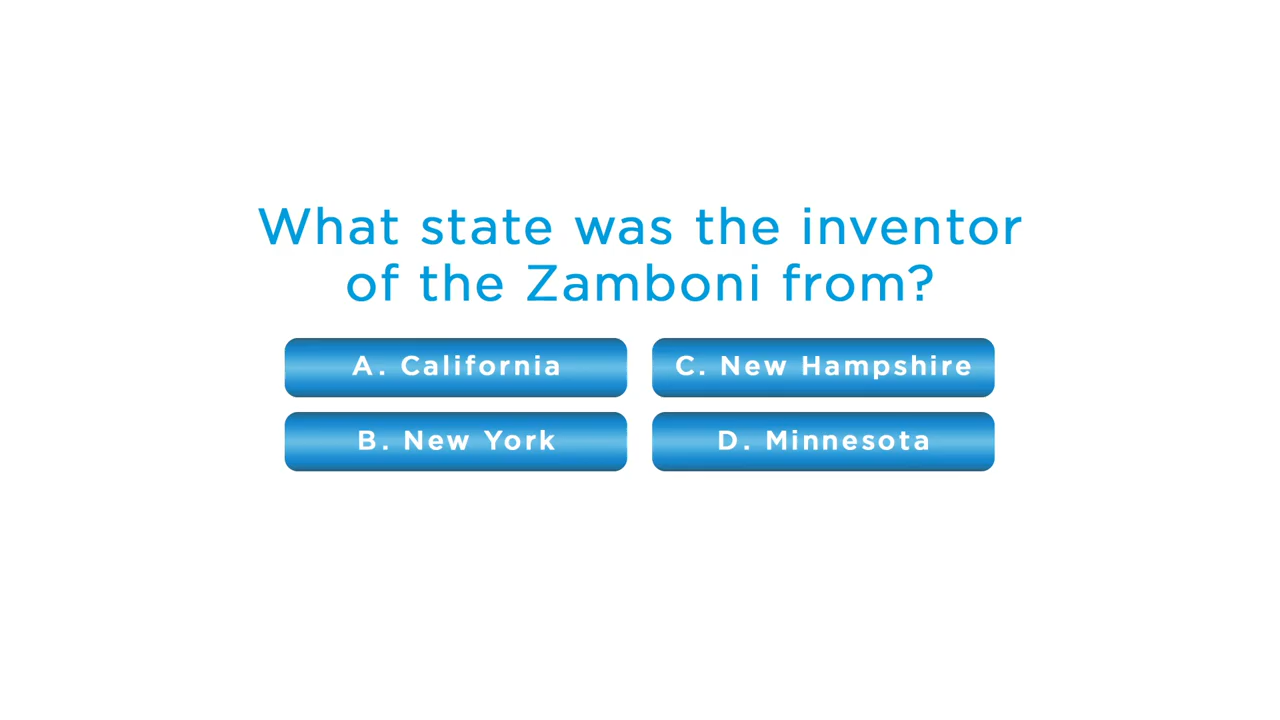 What state was the inventor
of the Zamboni from?
A. California
C. New Hampshire
B. New York
D. Minnesota